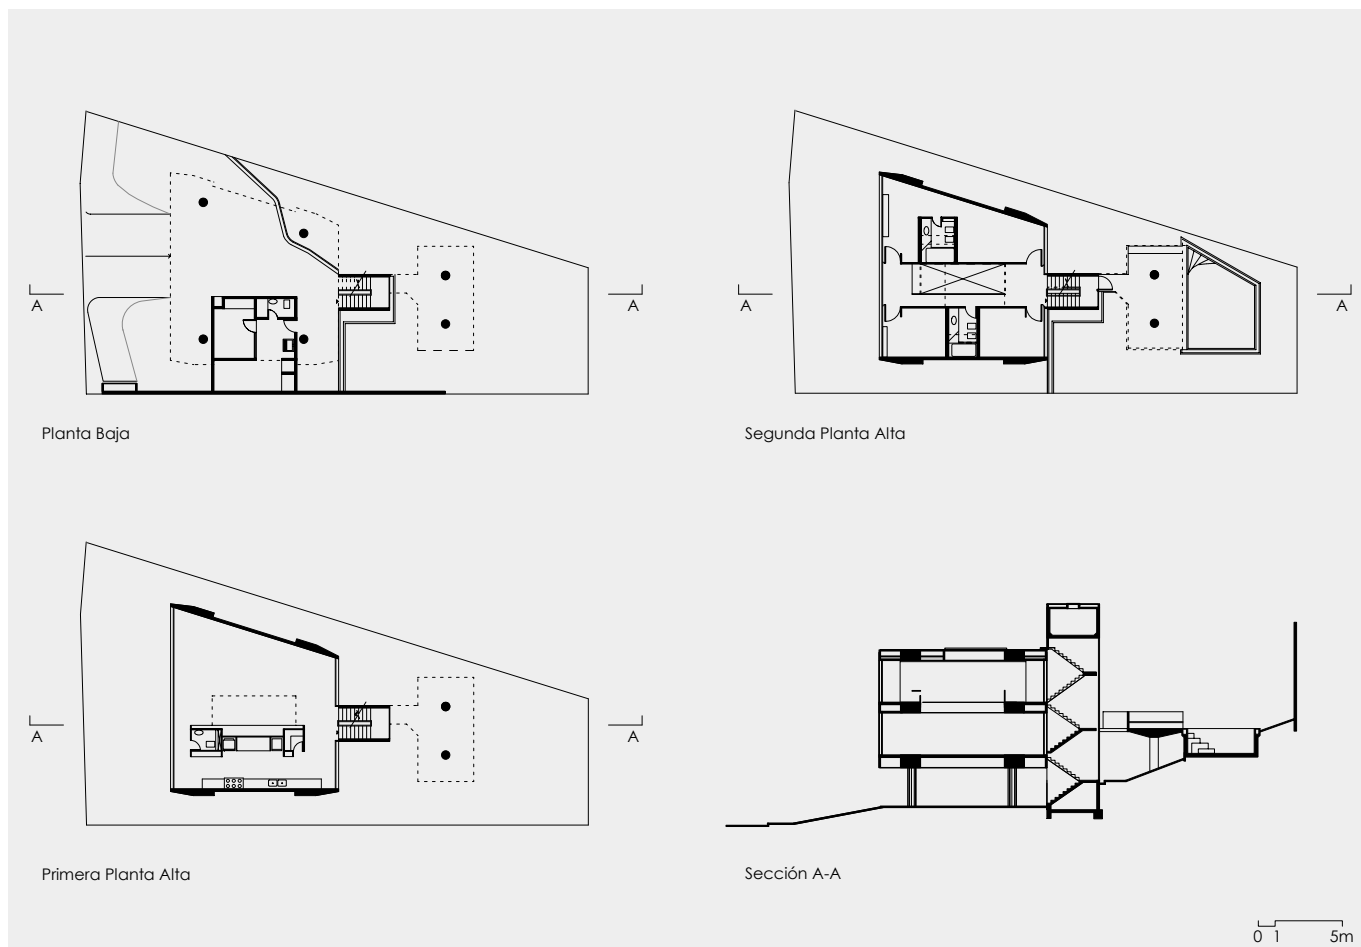 A A
Planta Baja
A A
Segunda Planta Alta
A A
Primera Planta Alta
Sección A-A
0 1 5m